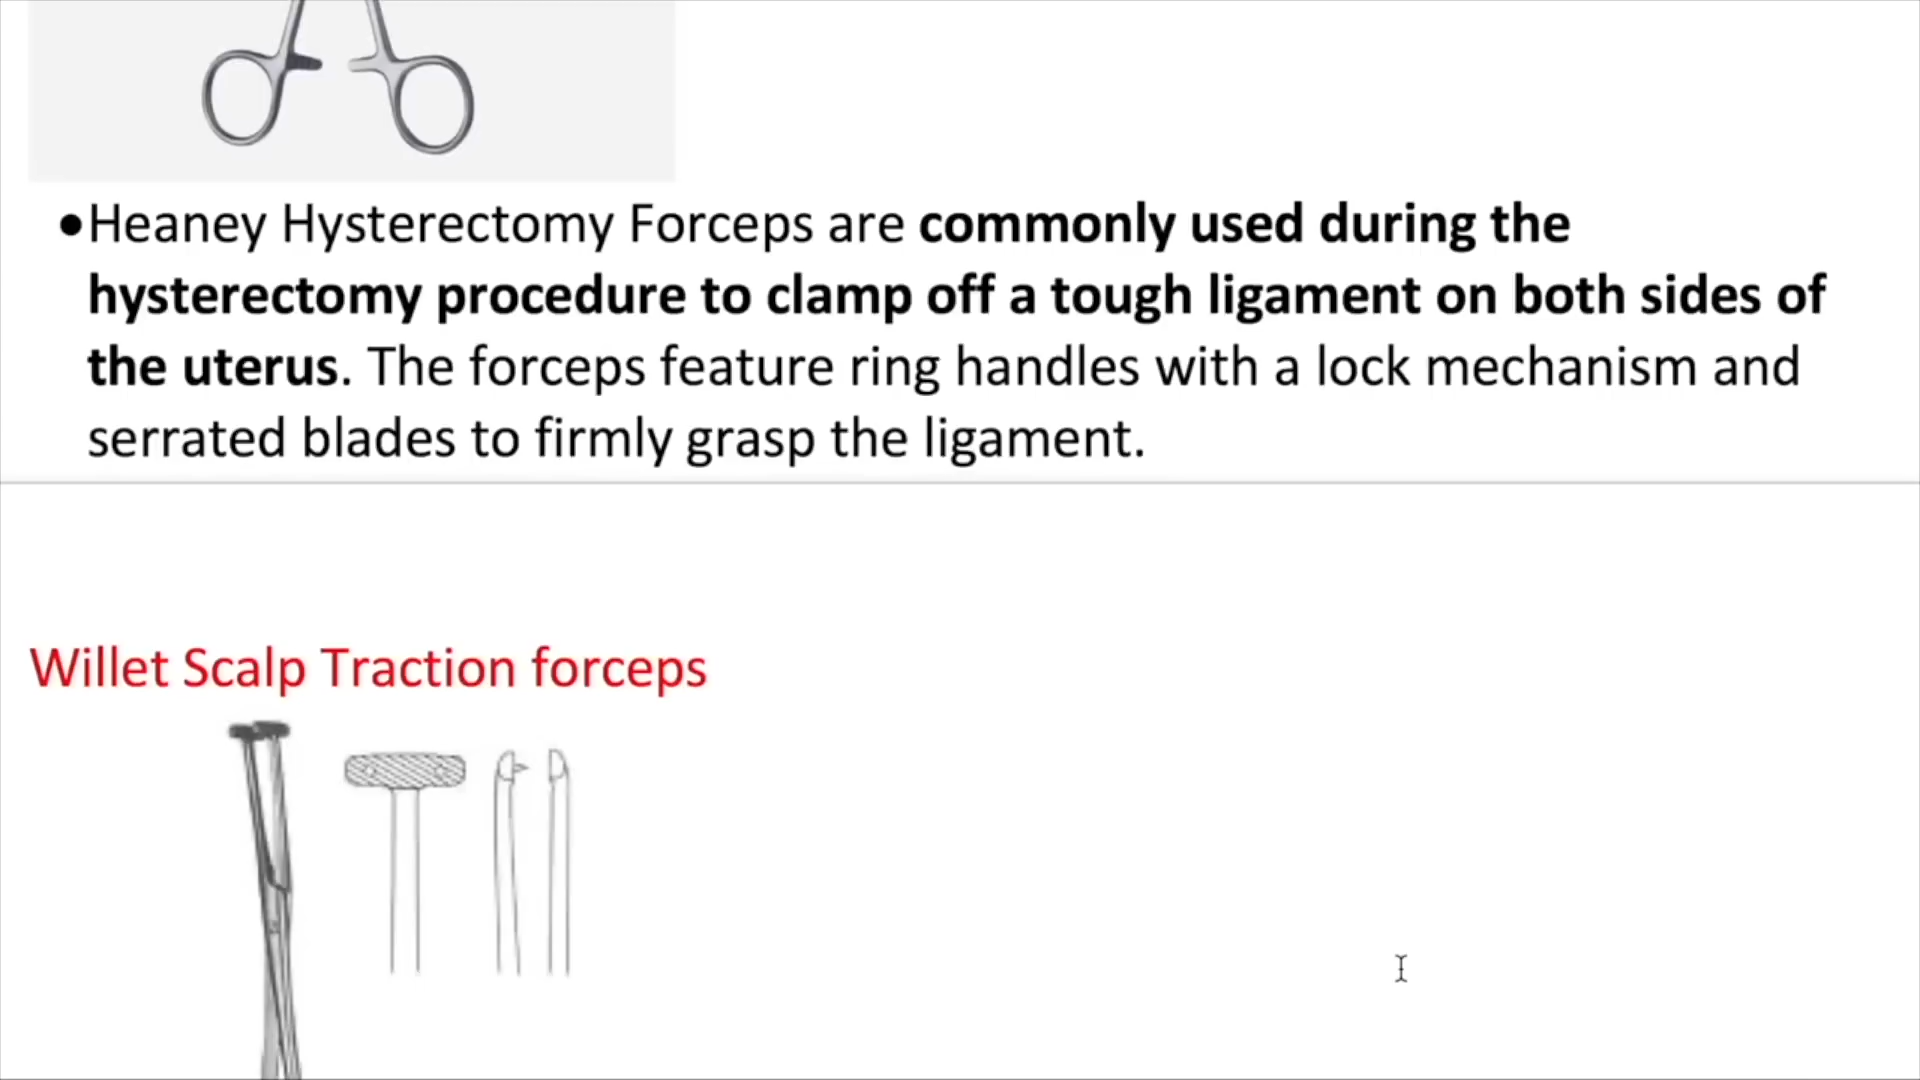 •Heaney Hysterectomy Forceps are commonly used during the
hysterectomy procedure to clamp off a tough ligament on both sides of
the uterus. The forceps feature ring handles with a lock mechanism and
serrated blades to firmly grasp the ligament.
Willet Scalp Traction forceps